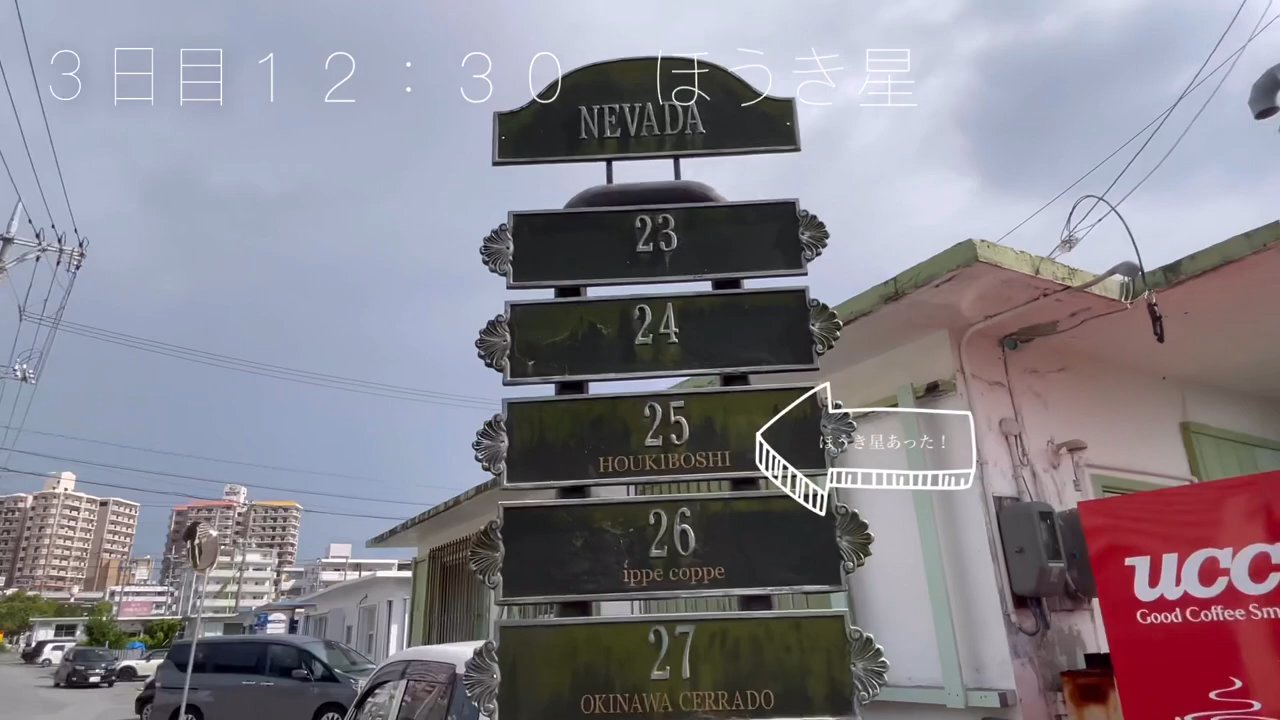 ３日目１２：３０　ほうき星
NEVADA
23
24
25
HOUKIBOSHI
ほうき星あった！
26
ippe coppe
27
OKINAWA CERRADO
UCC
Good Coffee Sm